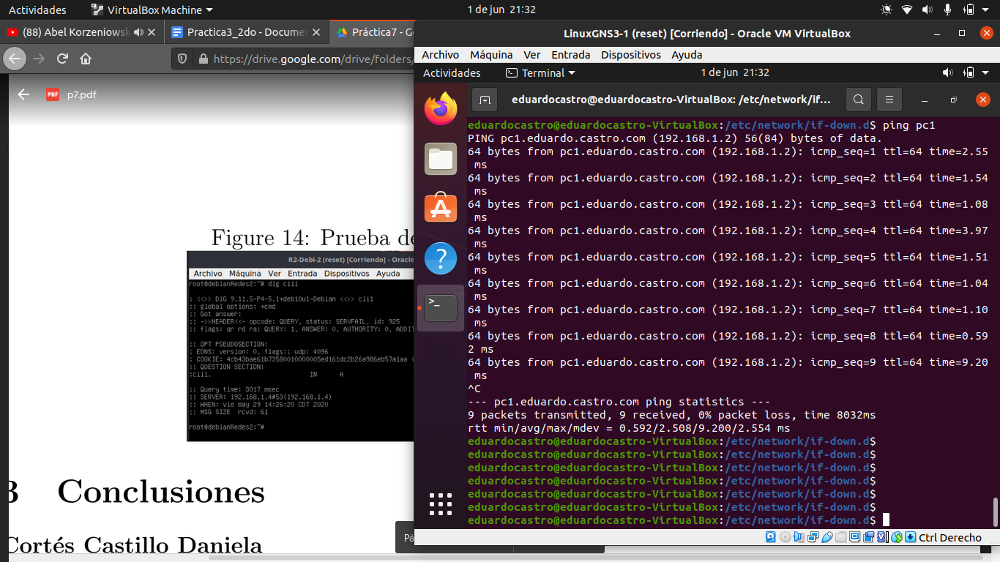 Actividades
VirtualBox Machine
1 de jun 21:32
(88) Abel Korzeniowsk
Practica3_2do - Documen
Práctica7 - Go
https://drive.google.com/drive/folders/
PDF p7.pdf
Figure 14: Prueba de
R2-Debi-2 (reset) [Corriendo] - Oracle
Archivo Máquina Ver Entrada Dispositivos Ayuda
root@debianRedes2:~# dig cli1
; <<>> DiG 9.11.5-P4-5.1+deb10u1-Debian <<>> cli1
;; global options: +cmd
;; Got answer:
;; ->>HEADER<<- opcode: QUERY, status: SERVFAIL, id: 925
;; flags: qr rd ra; QUERY: 1, ANSWER: 0, AUTHORITY: 0, ADDIT
;; OPT PSEUDOSECTION:
; EDNS: version: 0, flags:; udp: 4096
; COOKIE: 4cb43bae61b73580010000005ed161dc2b26a986eb57a1aa (
;; QUESTION SECTION:
;cli1. IN A
;; Query time: 3017 msec
;; SERVER: 192.168.1.4#53(192.168.1.4)
;; WHEN: vie may 29 14:26:20 CDT 2020
;; MSG SIZE rcvd: 61
root@debianRedes2:~#
3 Conclusiones
Cortés Castillo Daniela
Pá
LinuxGNS3-1 (reset) [Corriendo] - Oracle VM VirtualBox
Archivo Máquina Ver Entrada Dispositivos Ayuda
Actividades
Terminal
1 de jun 21:32
eduardocastro@eduardocastro-VirtualBox: /etc/network/if...
eduardocastro@eduardocastro-VirtualBox:/etc/network/if-down.d$ ping pc1
PING pc1.eduardo.castro.com (192.168.1.2) 56(84) bytes of data.
64 bytes from pc1.eduardo.castro.com (192.168.1.2): icmp_seq=1 ttl=64 time=2.55
ms
64 bytes from pc1.eduardo.castro.com (192.168.1.2): icmp_seq=2 ttl=64 time=1.54
ms
64 bytes from pc1.eduardo.castro.com (192.168.1.2): icmp_seq=3 ttl=64 time=1.08
ms
64 bytes from pc1.eduardo.castro.com (192.168.1.2): icmp_seq=4 ttl=64 time=3.97
ms
64 bytes from pc1.eduardo.castro.com (192.168.1.2): icmp_seq=5 ttl=64 time=1.51
ms
64 bytes from pc1.eduardo.castro.com (192.168.1.2): icmp_seq=6 ttl=64 time=1.04
ms
64 bytes from pc1.eduardo.castro.com (192.168.1.2): icmp_seq=7 ttl=64 time=1.10
ms
64 bytes from pc1.eduardo.castro.com (192.168.1.2): icmp_seq=8 ttl=64 time=0.59
2 ms
64 bytes from pc1.eduardo.castro.com (192.168.1.2): icmp_seq=9 ttl=64 time=9.20
ms
^C
--- pc1.eduardo.castro.com ping statistics ---
9 packets transmitted, 9 received, 0% packet loss, time 8032ms
rtt min/avg/max/mdev = 0.592/2.508/9.200/2.554 ms
eduardocastro@eduardocastro-VirtualBox:/etc/network/if-down.d$
eduardocastro@eduardocastro-VirtualBox:/etc/network/if-down.d$
eduardocastro@eduardocastro-VirtualBox:/etc/network/if-down.d$
eduardocastro@eduardocastro-VirtualBox:/etc/network/if-down.d$
eduardocastro@eduardocastro-VirtualBox:/etc/network/if-down.d$
eduardocastro@eduardocastro-VirtualBox:/etc/network/if-down.d$
eduardocastro@eduardocastro-VirtualBox:/etc/network/if-down.d$
Ctrl Derecho